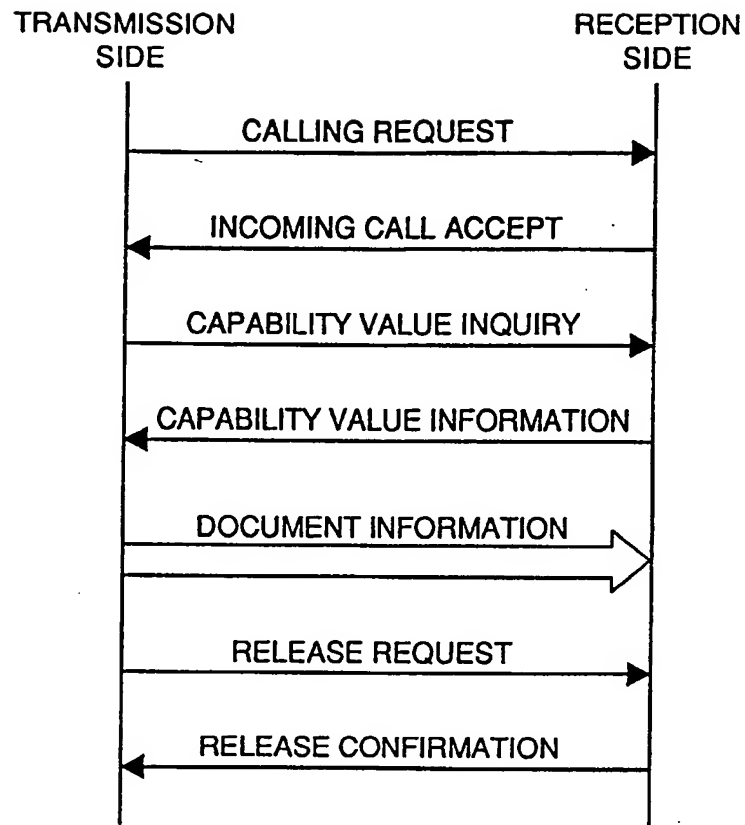 TRANSMISSION
SIDE
RECEPTION
SIDE
CALLING REQUEST
INCOMING CALL ACCEPT
CAPABILITY VALUE INQUIRY
CAPABILITY VALUE INFORMATION
DOCUMENT INFORMATION
RELEASE REQUEST
RELEASE CONFIRMATION